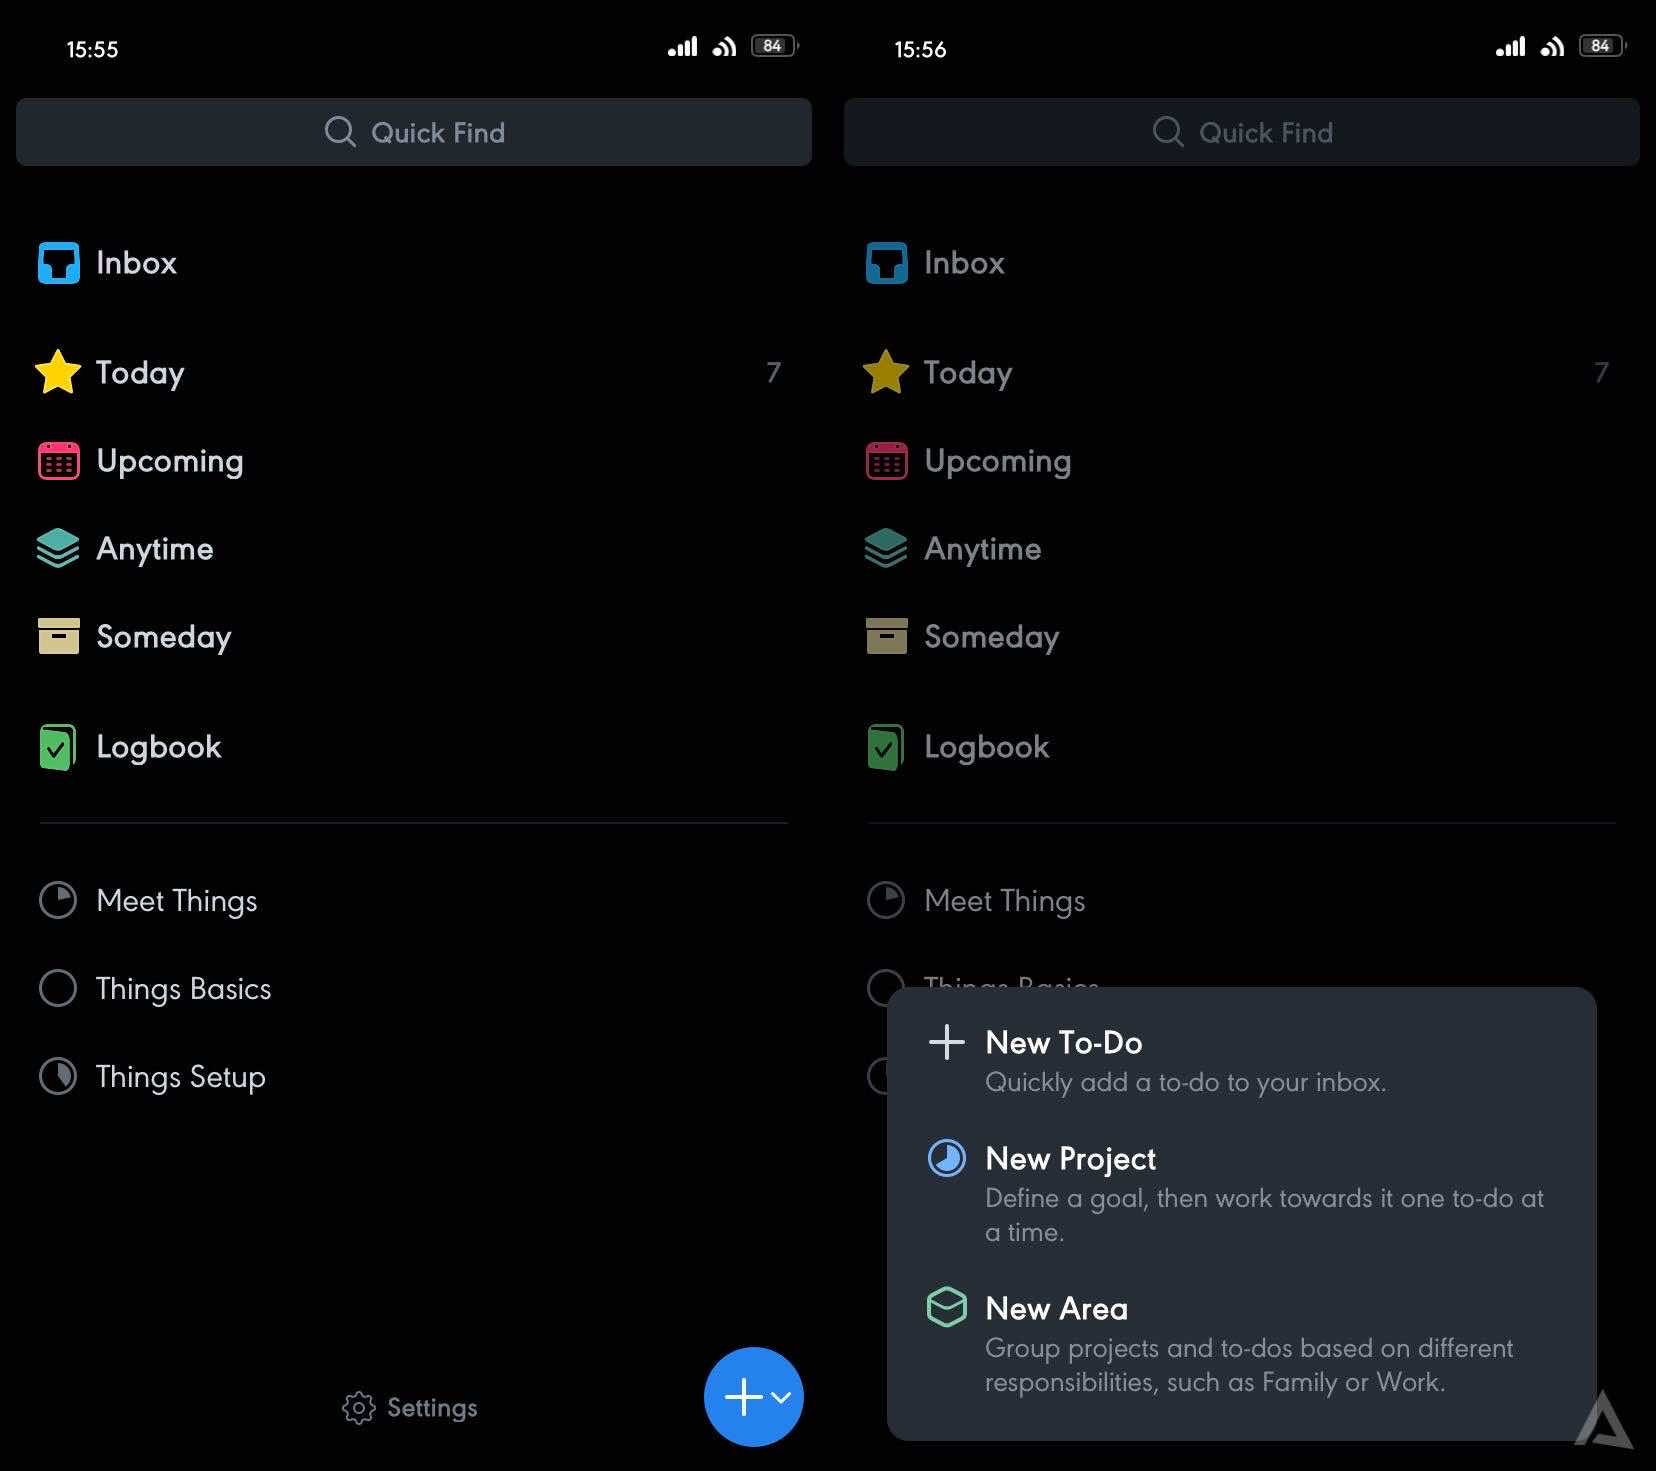 15:55
84
Quick Find
Inbox
Today
7
Upcoming
Anytime
Someday
Logbook
Meet Things
Things Basics
Things Setup
Settings
15:56
84
Quick Find
Inbox
Today
7
Upcoming
Anytime
Someday
Logbook
Meet Things
Things Basics
New To-Do
Quickly add a to-do to your inbox.
New Project
Define a goal, then work towards it one to-do at
a time.
New Area
Group projects and to-dos based on different
responsibilities, such as Family or Work.